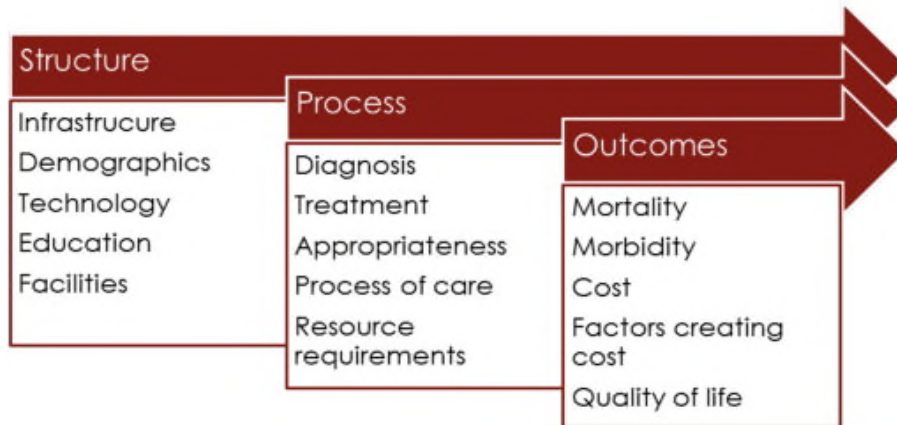 Structure
Infrastrucure
Demographics
Technology
Education
Facilities
Process
Diagnosis
Treatment
Appropriateness
Process of care
Resource
requirements
Outcomes
Mortality
Morbidity
Cost
Factors creating
cost
Quality of life